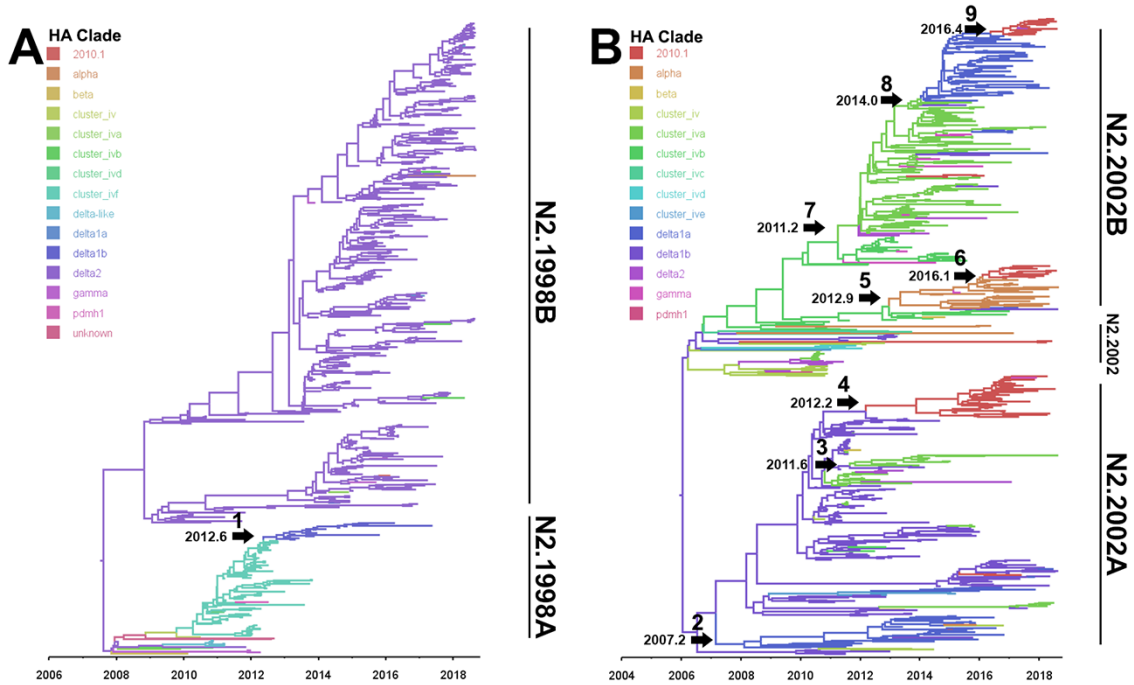 A
HA Clade
2010.1
alpha
beta
cluster_iv
cluster_iva
cluster_ivb
cluster_ivd
cluster_ivf
delta-like
delta1a
delta1b
delta2
gamma
pdmh1
unknown
1
2012.6
N2.1998B
N2.1998A
2006
2008
2010
2012
2014
2016
2018
B
HA Clade
2010.1
alpha
beta
cluster_iv
cluster_iva
cluster_ivb
cluster_ivc
cluster_ivd
cluster_ive
delta1a
delta1b
delta2
gamma
pdmh1
9
2016.4
8
2014.0
7
2011.2
6
2016.1
5
2012.9
4
2012.2
3
2011.6
2
2007.2
N2.2002B
N2.2002
N2.2002A
2004
2006
2008
2010
2012
2014
2016
2018